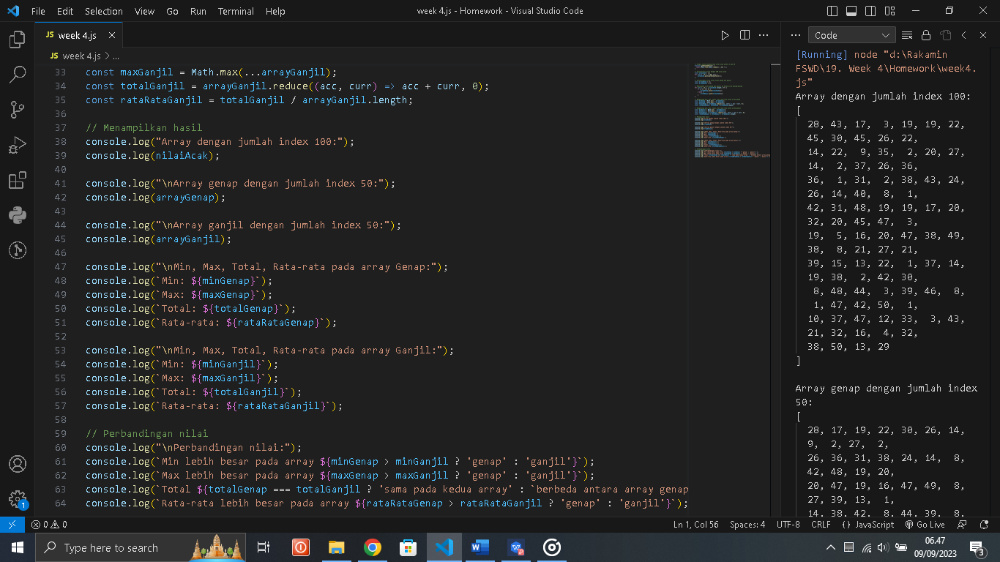 File Edit Selection View Go Run Terminal Help
week 4.js - Homework - Visual Studio Code
JS week 4.js
JS week 4.js > ...
33 const maxGanjil = Math.max(...arrayGanjil);
34 const totalGanjil = arrayGanjil.reduce((acc, curr) => acc + curr, 0);
35 const rataRataGanjil = totalGanjil / arrayGanjil.length;
36
37 // Menampilkan hasil
38 console.log("Array dengan jumlah index 100:");
39 console.log(nilaiAcak);
40
41 console.log("\nArray genap dengan jumlah index 50:");
42 console.log(arrayGenap);
43
44 console.log("\nArray ganjil dengan jumlah index 50:");
45 console.log(arrayGanjil);
46
47 console.log("\nMin, Max, Total, Rata-rata pada array Genap:");
48 console.log(`Min: ${minGenap}`);
49 console.log(`Max: ${maxGenap}`);
50 console.log(`Total: ${totalGenap}`);
51 console.log(`Rata-rata: ${rataRataGenap}`);
52
53 console.log("\nMin, Max, Total, Rata-rata pada array Ganjil:");
54 console.log(`Min: ${minGanjil}`);
55 console.log(`Max: ${maxGanjil}`);
56 console.log(`Total: ${totalGanjil}`);
57 console.log(`Rata-rata: ${rataRataGanjil}`);
58
59 // Perbandingan nilai
60 console.log("\nPerbandingan nilai:");
61 console.log(`Min lebih besar pada array ${minGenap > minGanjil ? 'genap' : 'ganjil'}`);
62 console.log(`Max lebih besar pada array ${maxGenap > maxGanjil ? 'genap' : 'ganjil'}`);
63 console.log(`Total ${totalGenap === totalGanjil ? 'sama pada kedua array' : `berbeda antara array genap
64 console.log(`Rata-rata lebih besar pada array ${rataRataGenap > rataRataGanjil ? 'genap' : 'ganjil'}`);
Code
[Running] node "d:\Rakamin
FSWD\19. Week 4\Homework\week4.
js"
Array dengan jumlah index 100:
[
28, 43, 17, 3, 19, 19, 22,
45, 30, 45, 26, 22,
14, 22, 9, 35, 2, 20, 27,
14, 2, 37, 26, 36,
36, 1, 31, 2, 38, 43, 24,
26, 14, 40, 8, 1,
42, 31, 48, 19, 19, 17, 20,
32, 20, 45, 47, 3,
19, 5, 16, 20, 47, 38, 49,
38, 8, 21, 27, 21,
39, 15, 13, 22, 1, 37, 14,
19, 38, 2, 42, 30,
8, 48, 44, 3, 39, 46, 8,
1, 47, 42, 50, 1,
10, 37, 47, 12, 33, 3, 43,
21, 32, 16, 4, 32,
38, 50, 13, 29
]
Array genap dengan jumlah index
50:
[
28, 17, 19, 22, 30, 26, 14,
9, 2, 27, 2,
26, 36, 31, 38, 24, 14, 8,
42, 48, 19, 20,
20, 47, 19, 16, 47, 49, 8,
27, 39, 13, 1,
14, 38, 42, 8, 44, 39, 8,
0 0
Ln 1, Col 56 Spaces: 4 UTF-8 CRLF {} JavaScript Go Live
1
Type here to search
06.47
09/09/2023
3